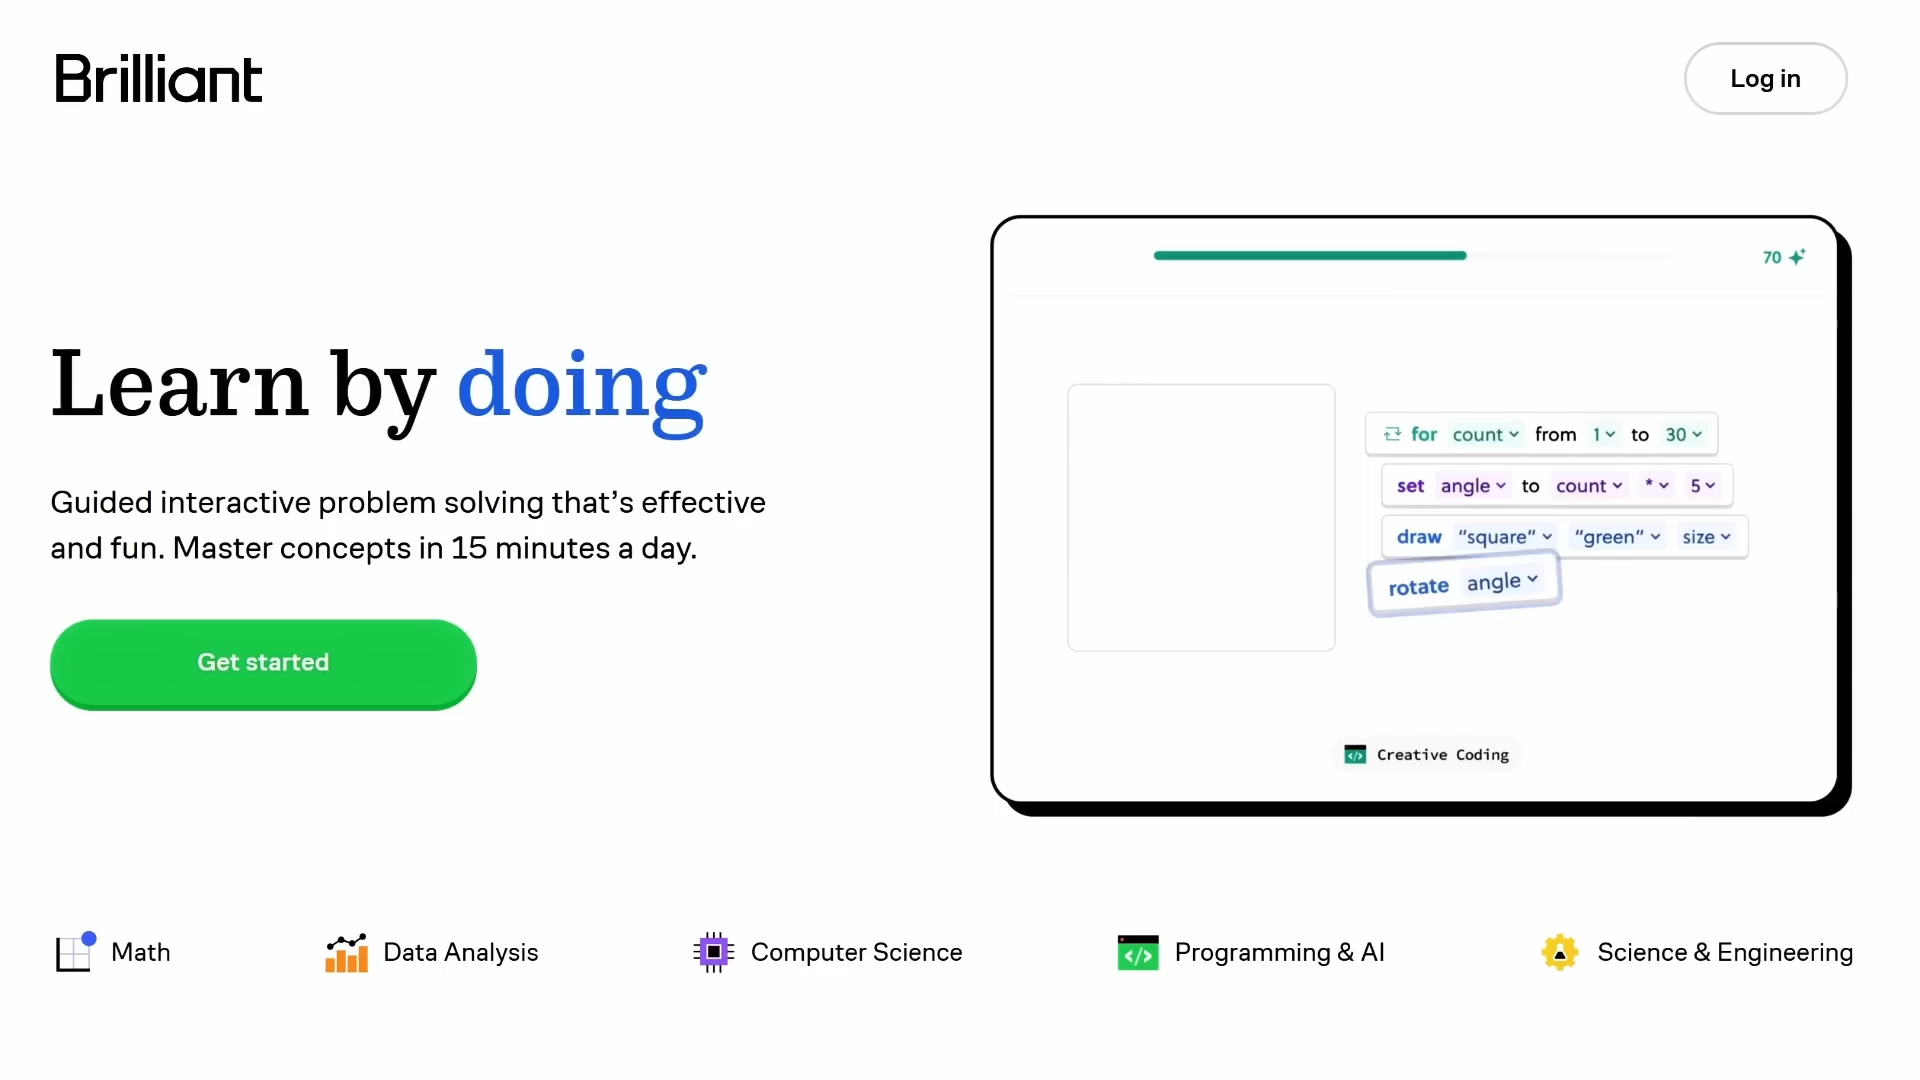 Brilliant
Log in
70
Learn by doing
Guided interactive problem solving that’s effective
and fun. Master concepts in 15 minutes a day.
Get started
for count from 1 to 30
set angle to count * 5
draw “square” “green” size
rotate angle
</> Creative Coding
Math
Data Analysis
Computer Science
</> Programming & AI
Science & Engineering